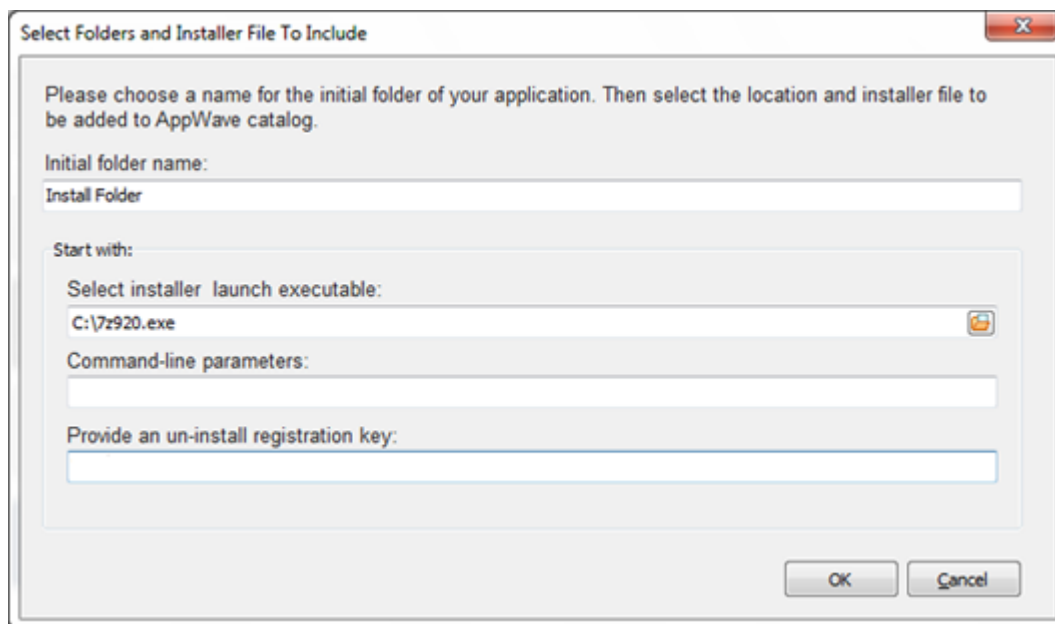 Select Folders and Installer File To Include
Please choose a name for the initial folder of your application. Then select the location and installer file to
be added to AppWave catalog.
Initial folder name:
Install Folder
Start with:
Select installer  launch executable:
C:\7z920.exe
Command-line parameters:
Provide an un-install registration key:
OK
Cancel